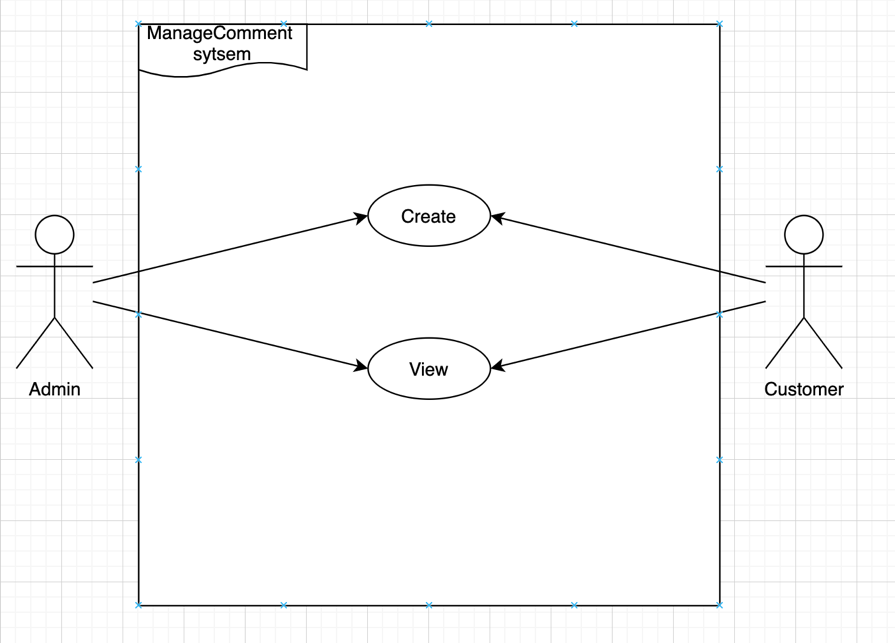 ManageComment
sytsem
Create
View
Admin
Customer